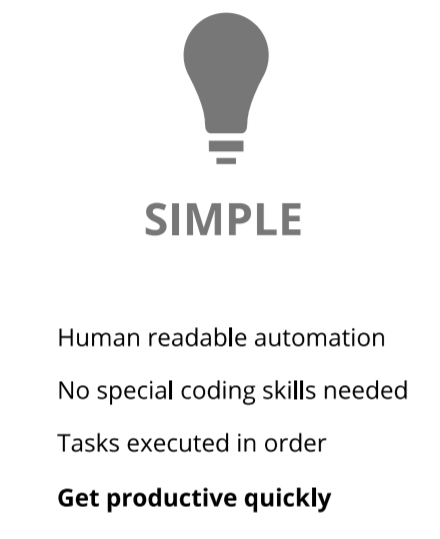 SIMPLE
Human readable automation
No special coding skills needed
Tasks executed in order
Get productive quickly